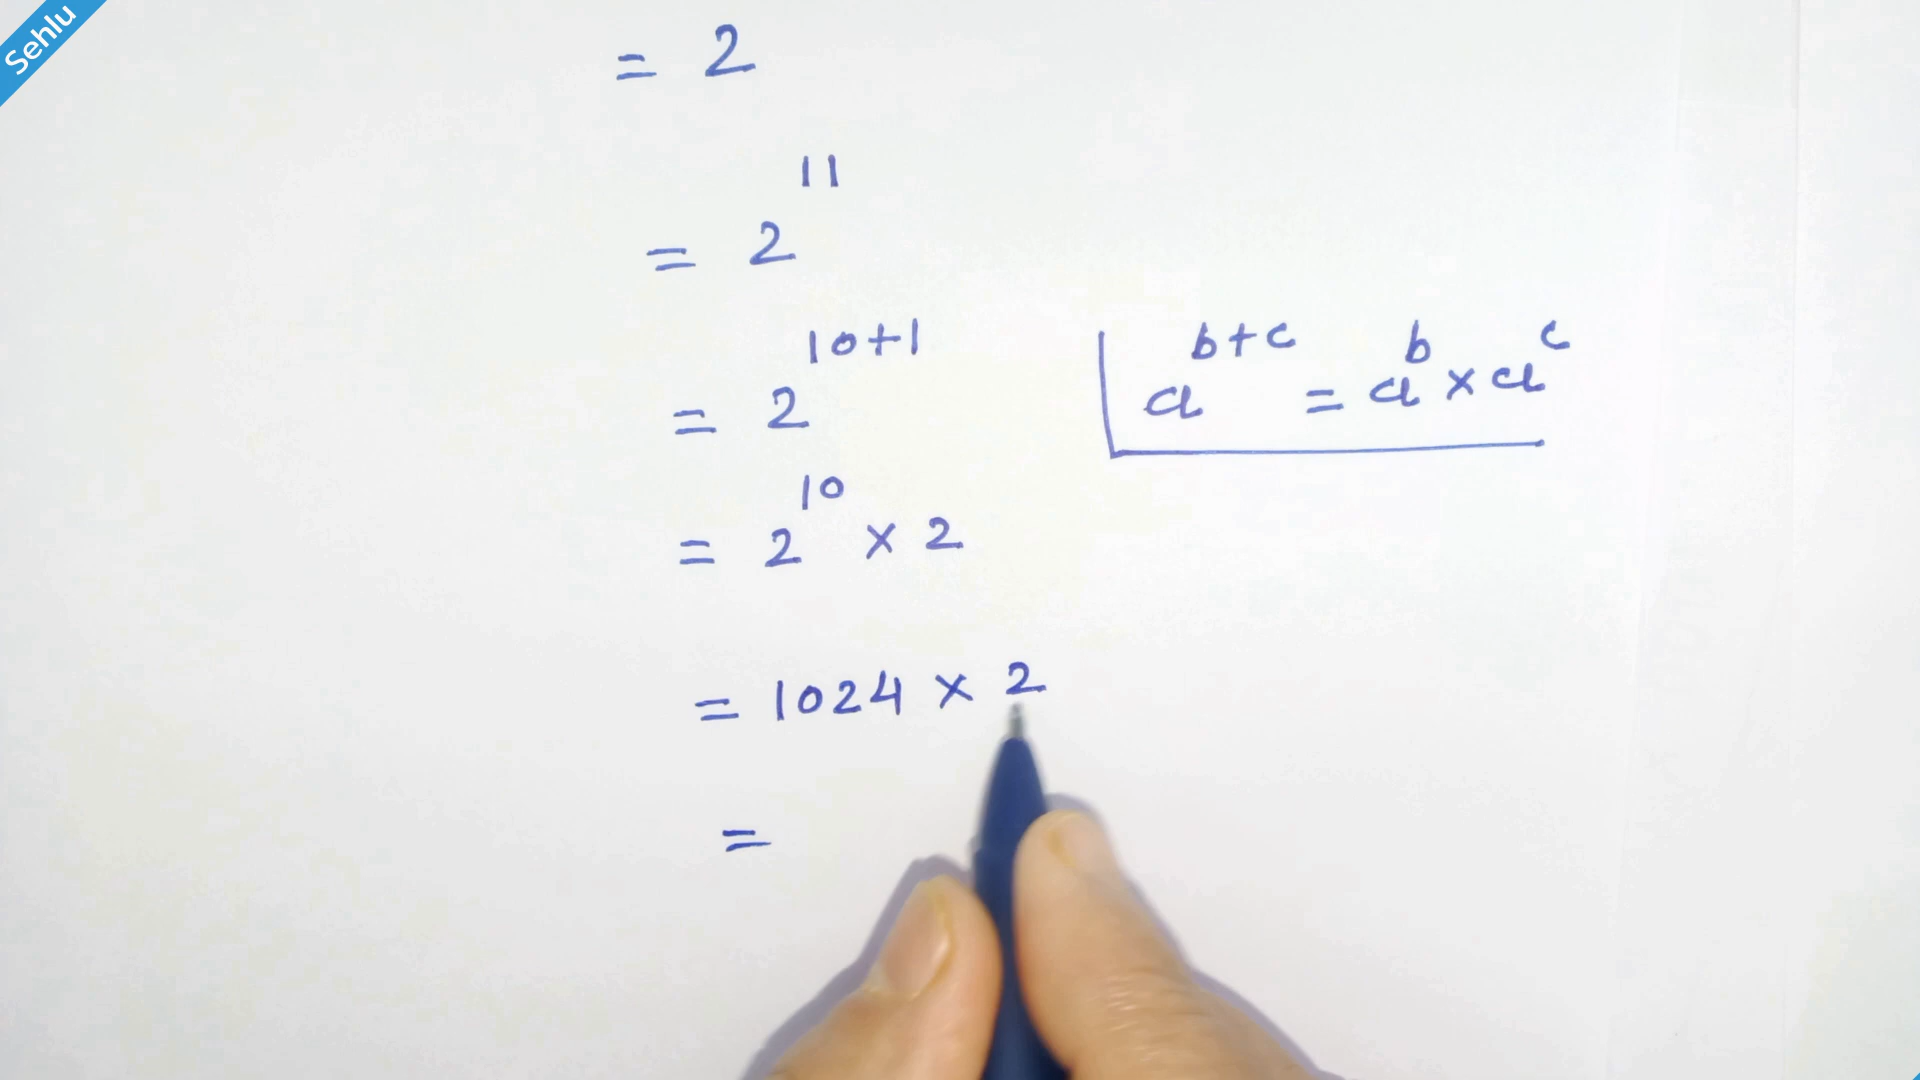 Sehlu
= 2
= 2^11
= 2^10+1
a^b+c = a^b × a^c
= 2^10 × 2
= 1024 × 2
=